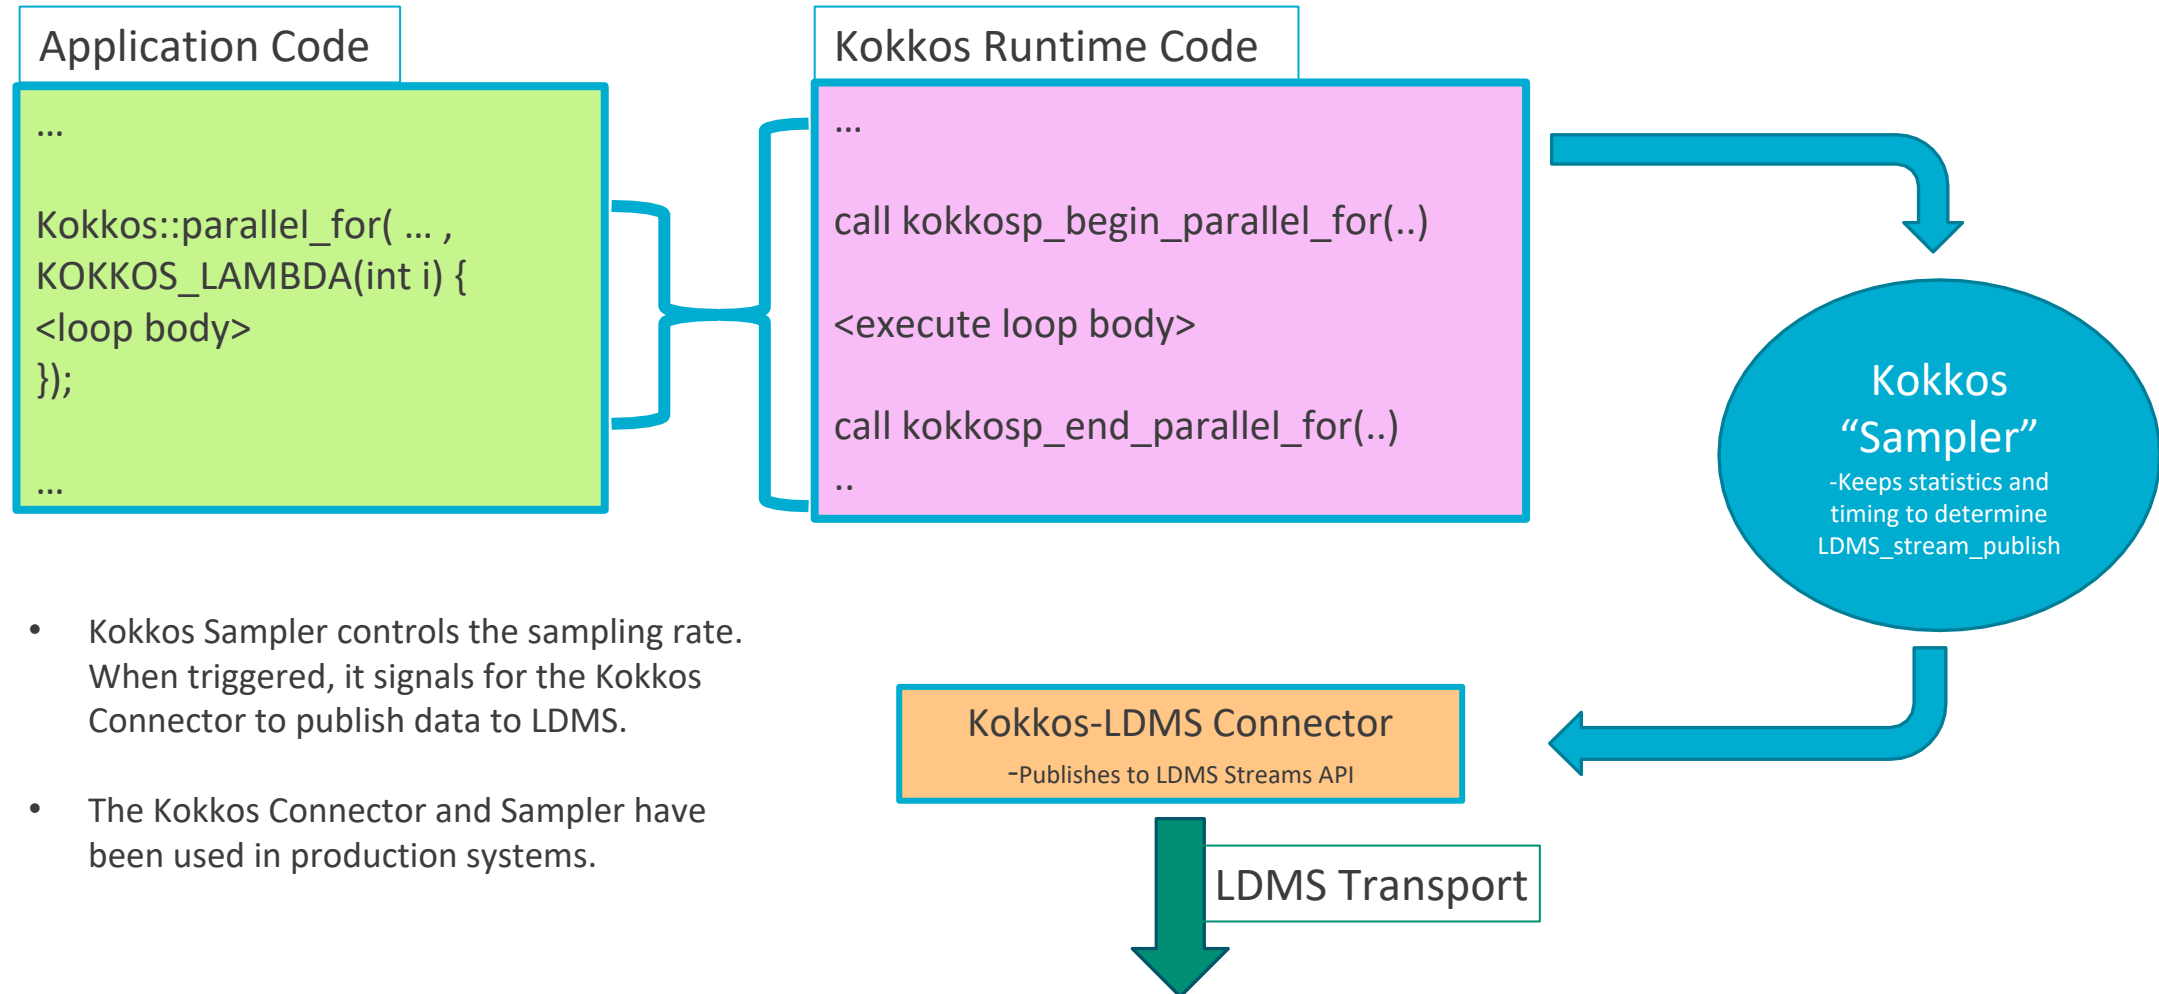 Application Code
…
Kokkos::parallel_for( … ,
KOKKOS_LAMBDA(int i) {
<loop body>
});
…
Kokkos Runtime Code
…
call kokkosp_begin_parallel_for(..)
<execute loop body>
call kokkosp_end_parallel_for(..)
..
Kokkos
“Sampler”
-Keeps statistics and
timing to determine
LDMS_stream_publish
• Kokkos Sampler controls the sampling rate.
When triggered, it signals for the Kokkos
Connector to publish data to LDMS.
• The Kokkos Connector and Sampler have
been used in production systems.
Kokkos-LDMS Connector
-Publishes to LDMS Streams API
LDMS Transport